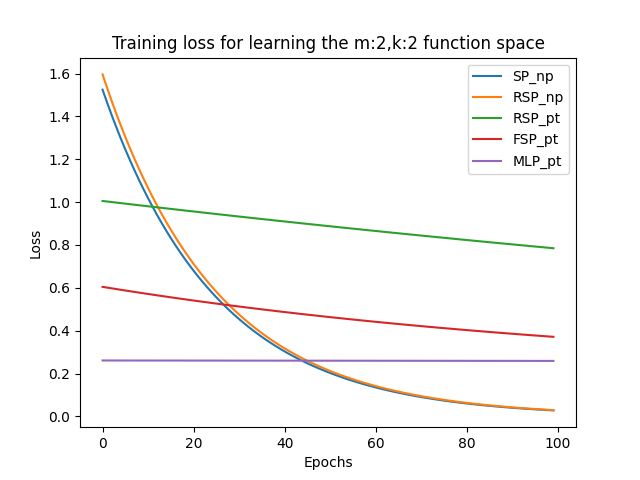 Training loss for learning the m:2,k:2 function space
SP_np
RSP_np
RSP_pt
FSP_pt
MLP_pt
Loss
1.6
1.4
1.2
1.0
0.8
0.6
0.4
0.2
0.0
0 20 40 60 80 100
Epochs